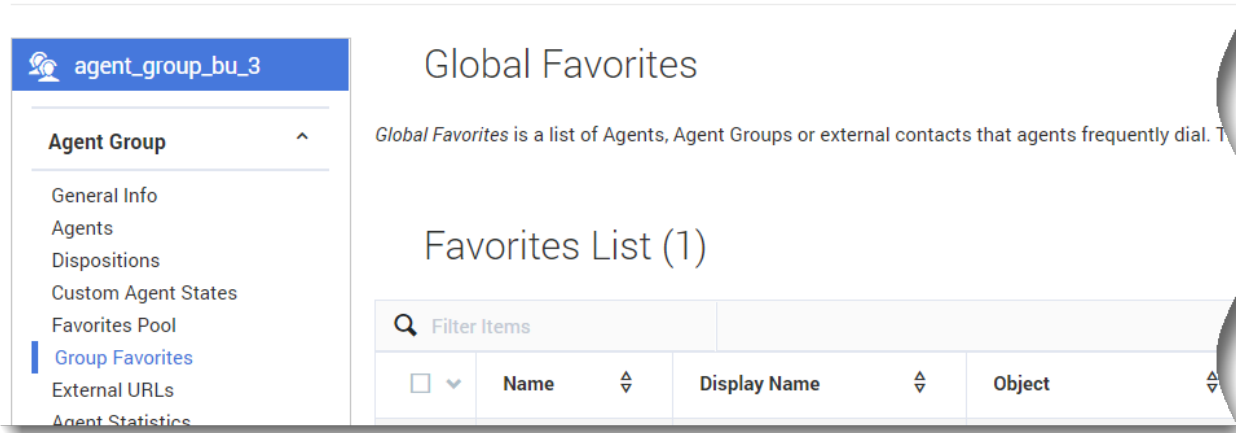 agent_group_bu_3
Agent Group
General Info
Agents
Dispositions
Custom Agent States
Favorites Pool
Group Favorites
External URLs
Agent Statistics
Global Favorites
Global Favorites is a list of Agents, Agent Groups or external contacts that agents frequently dial.
Favorites List (1)
Filter Items
Name Display Name Object